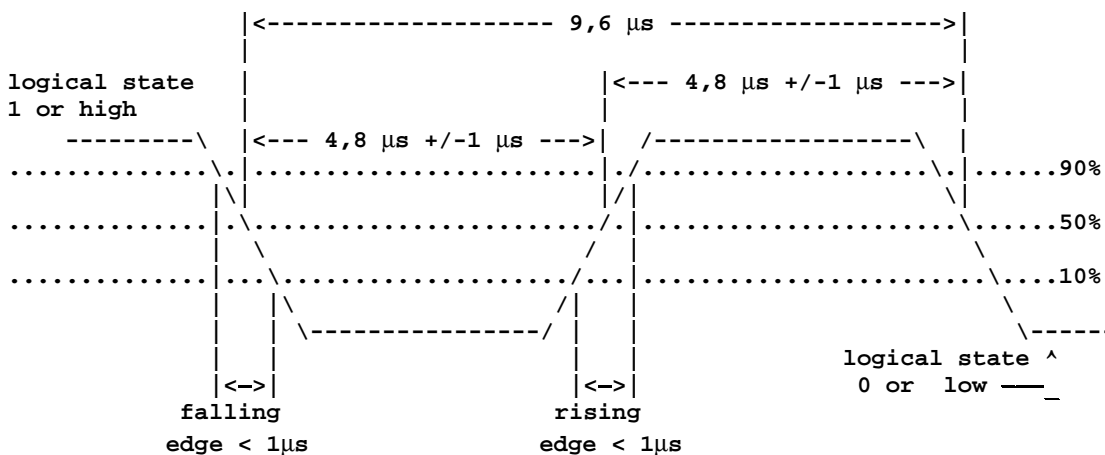 |<-------------------- 9,6 μs ------------------>|
logical state |<--- 4,8 μs +/-1 μs --->|
1 or high
---------\ |<--- 4,8 μs +/-1 μs --->| /-----------------\
90%
50%
10%
\---------------/ \-----
logical state ^
|<—>| |<—>| 0 or low ——_
falling rising
edge < 1μs edge < 1μs